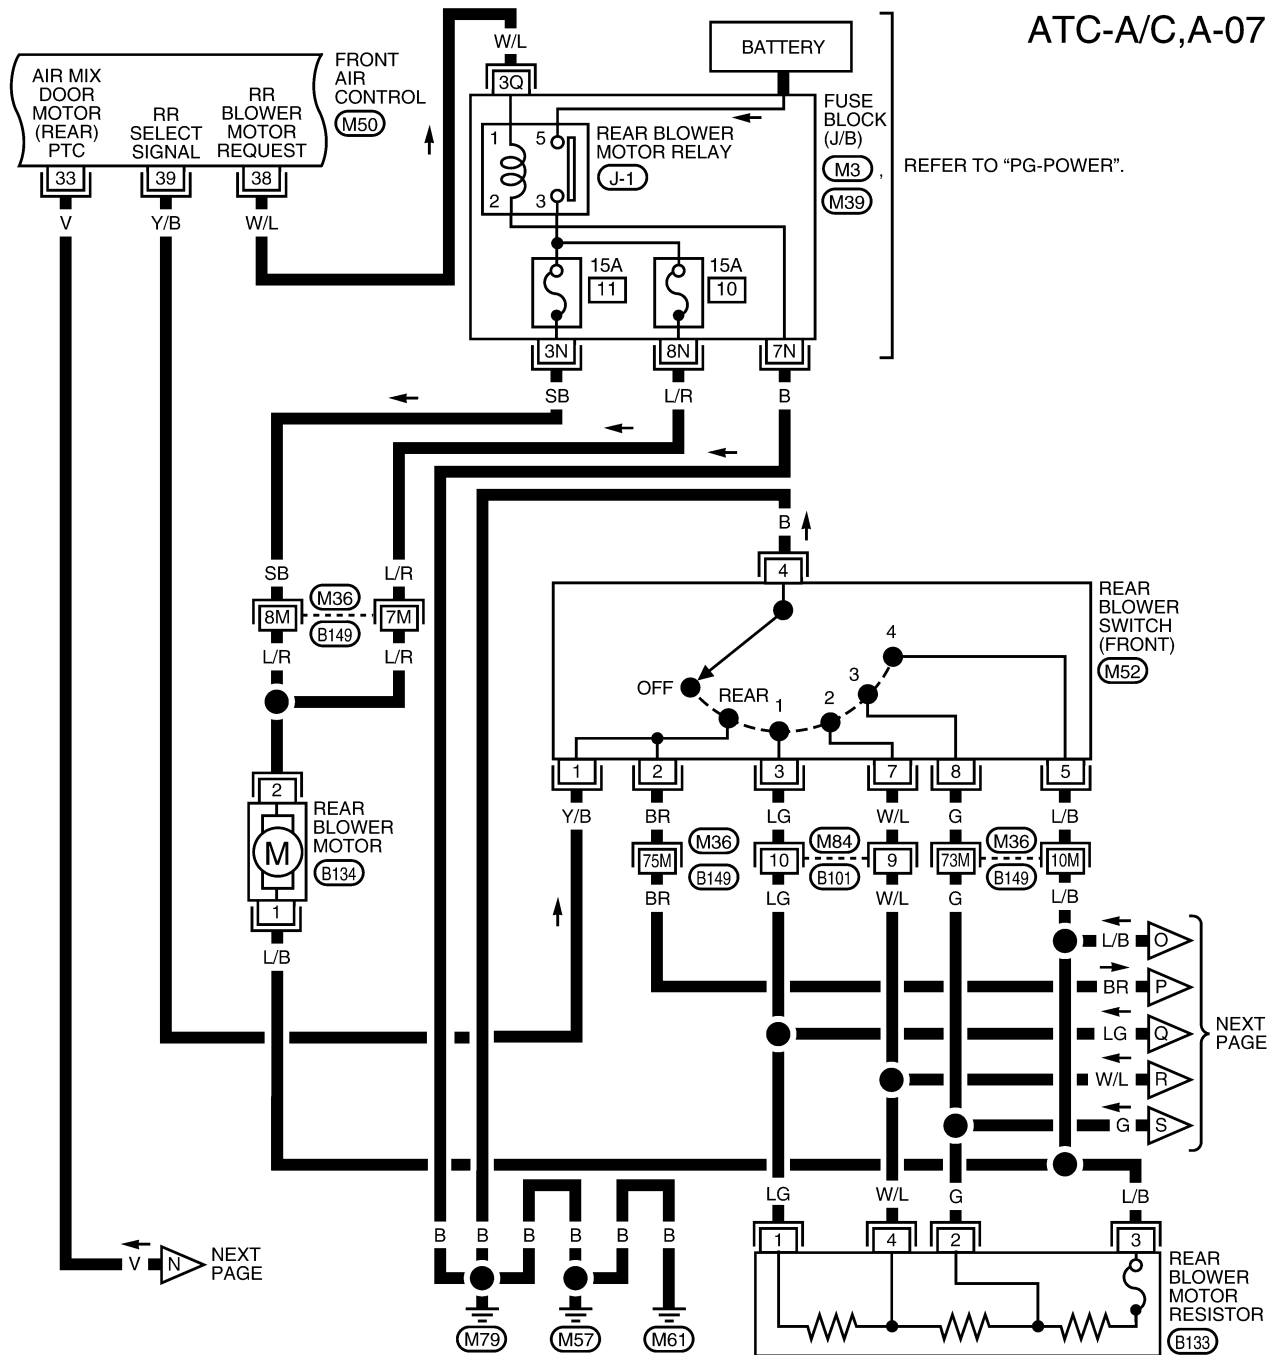 ATC-A/C,A-07
W/L
3Q
BATTERY
FRONT
AIR
CONTROL
M50
AIR MIX
DOOR
MOTOR
(REAR)
PTC
RR
SELECT
SIGNAL
RR
BLOWER
MOTOR
REQUEST
33
39
38
V
Y/B
W/L
1
5
2
3
REAR BLOWER
MOTOR RELAY
J-1
FUSE
BLOCK
(J/B)
M3 ,
M39
REFER TO “PG-POWER”.
15A
11
15A
10
3N
8N
7N
SB
L/R
B
B
4
SB
L/R
8M
M36
B149
7M
L/R
L/R
REAR
BLOWER
SWITCH
(FRONT)
M52
OFF
REAR
1
2
3
4
1
2
3
7
8
5
Y/B
BR
LG
W/L
G
L/B
2
M
REAR
BLOWER
MOTOR
B134
1
L/B
75M
M36
B149
10
M84
B101
9
73M
M36
B149
10M
BR
LG
W/L
G
L/B
L/B
O
BR
P
LG
Q
W/L
R
G
S
NEXT
PAGE
LG
W/L
G
L/B
B
B
B
B
B
B
V
N
NEXT
PAGE
M79
M57
M61
1
4
2
3
REAR
BLOWER
MOTOR
RESISTOR
B133